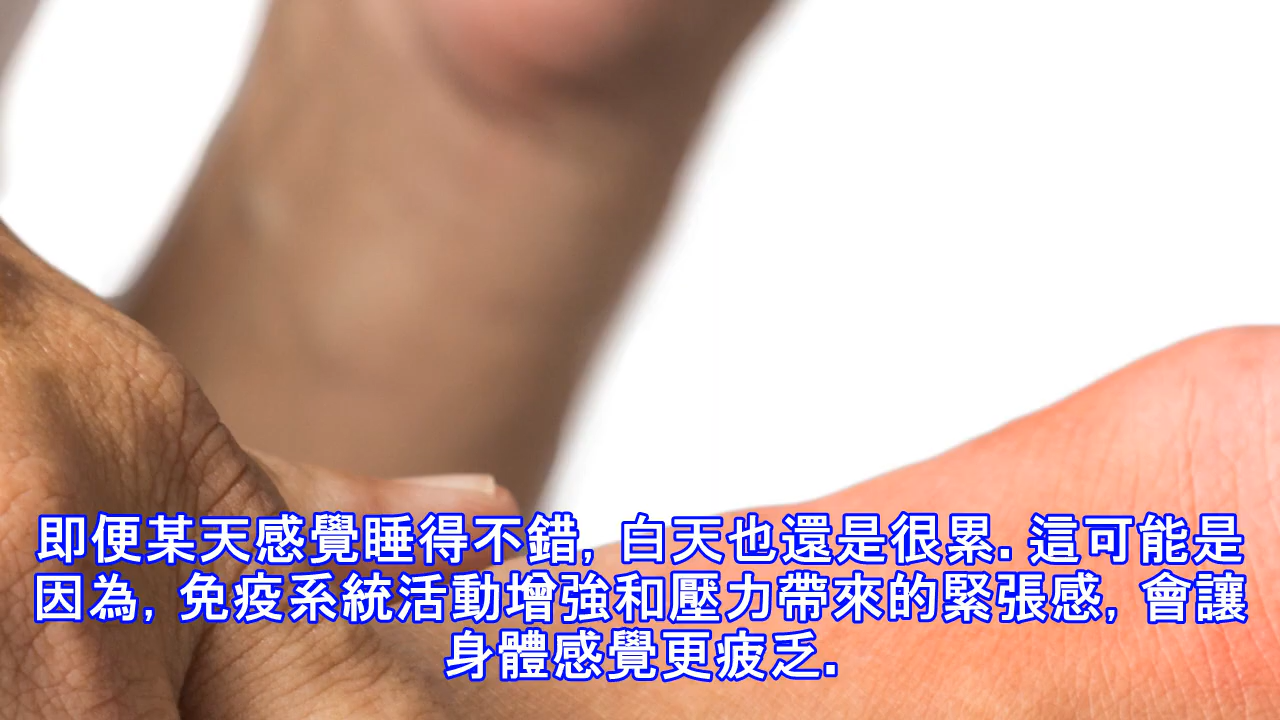 即便某天感覺睡得不錯, 白天也還是很累. 這可能是
因為, 免疫系統活動增強和壓力帶來的緊張感, 會讓
身體感覺更疲乏.